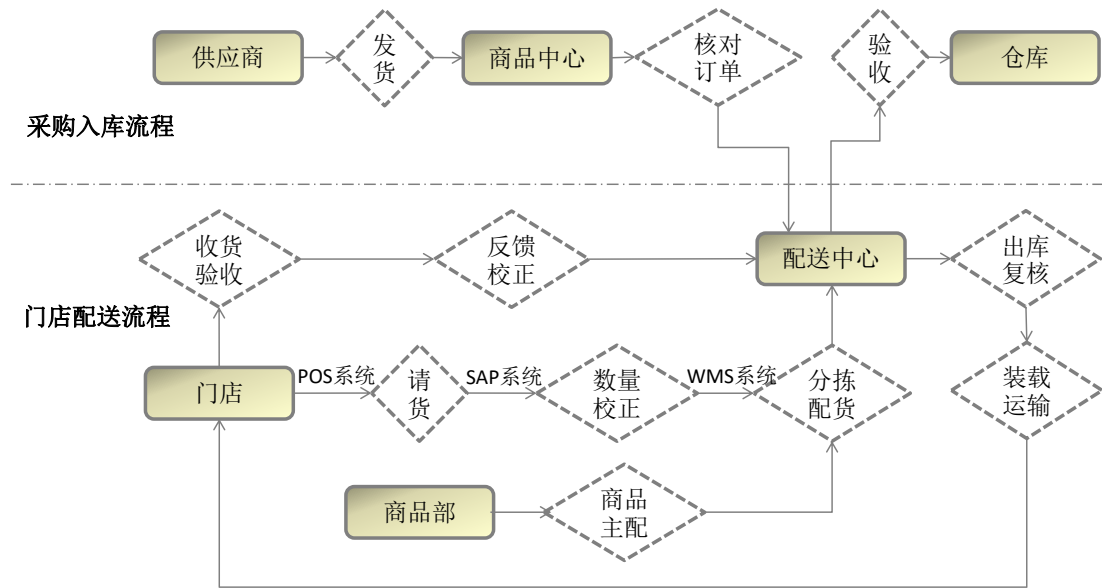 供应商
发
货
商品中心
核对
订单
验
收
仓库
采购入库流程
收货
验收
反馈
校正
配送中心
出库
复核
门店配送流程
门店
POS系统
请
货
SAP系统
数量
校正
WMS系统
分拣
配货
装载
运输
商品部
商品
主配